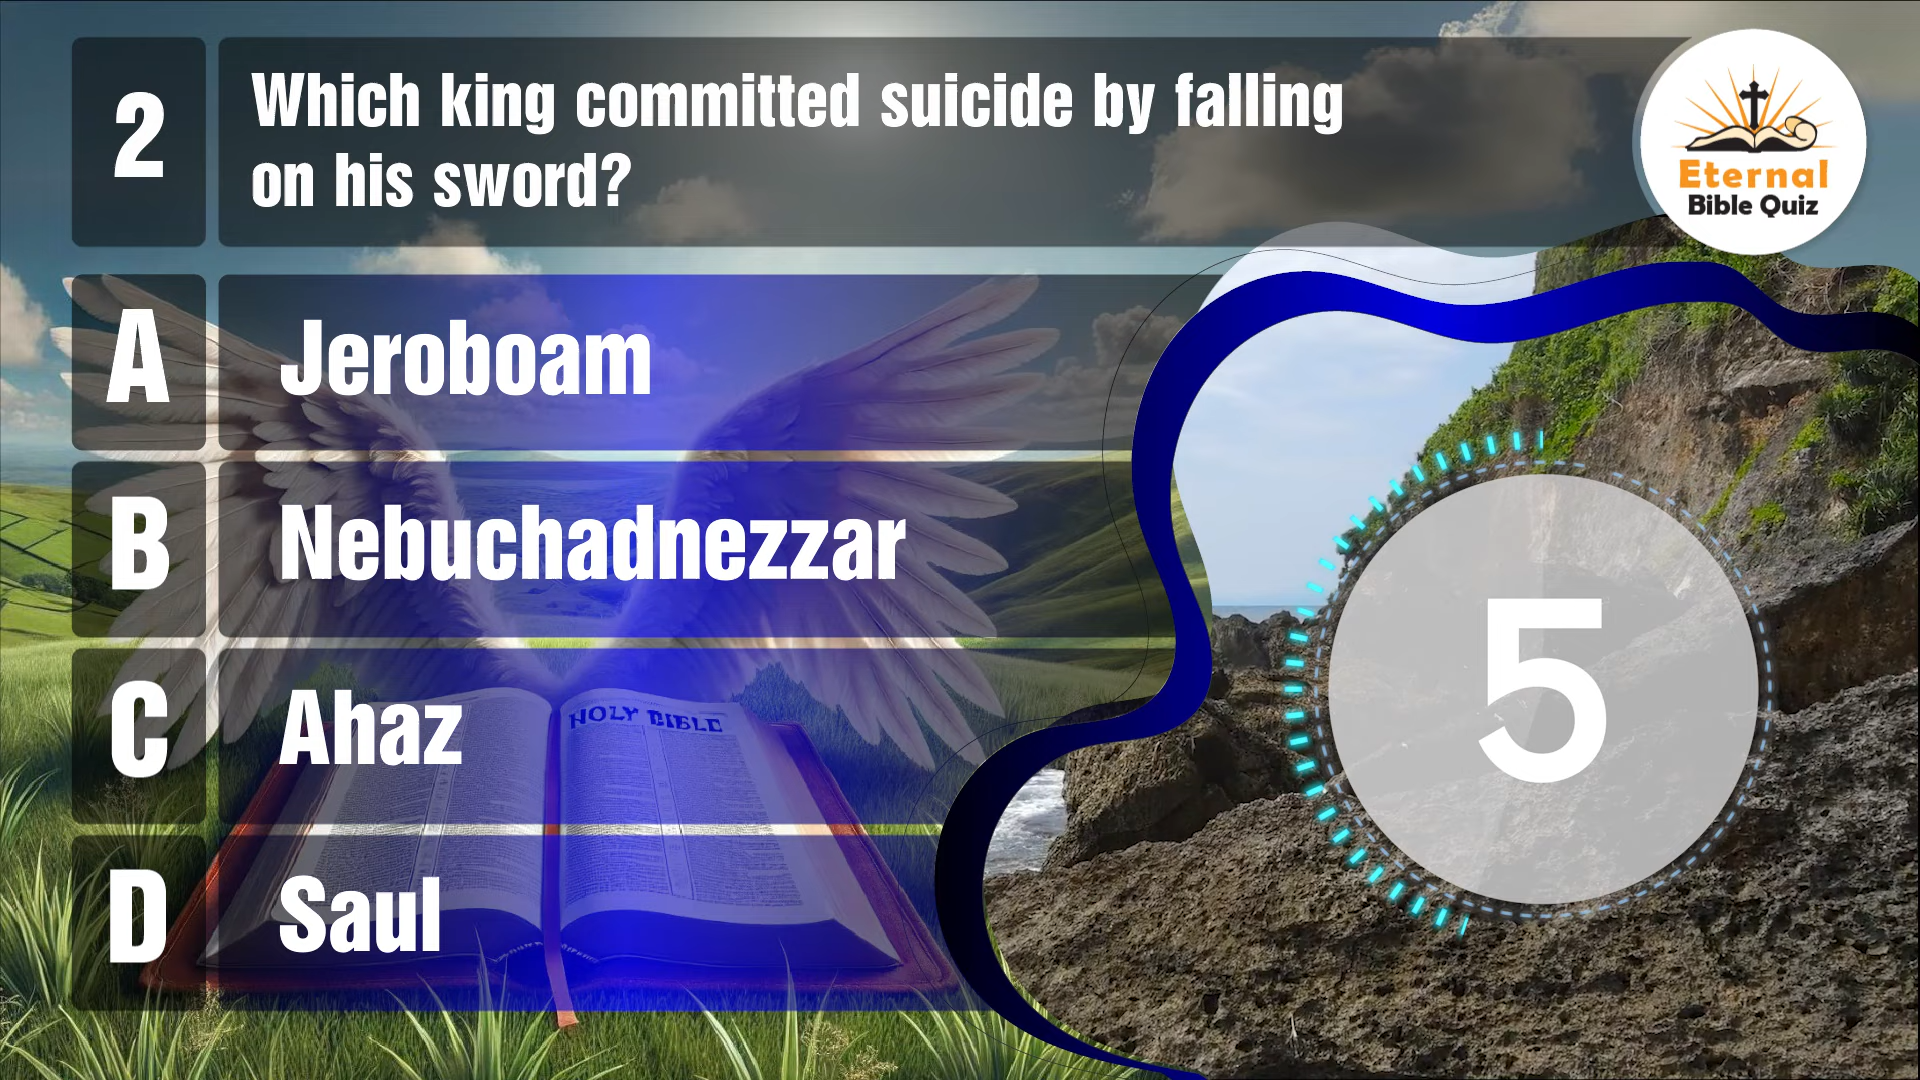 2
Which king committed suicide by falling
on his sword?
Eternal
Bible Quiz
A
Jeroboam
B
Nebuchadnezzar
C
Ahaz
HOLY BIBLE
D
Saul
5